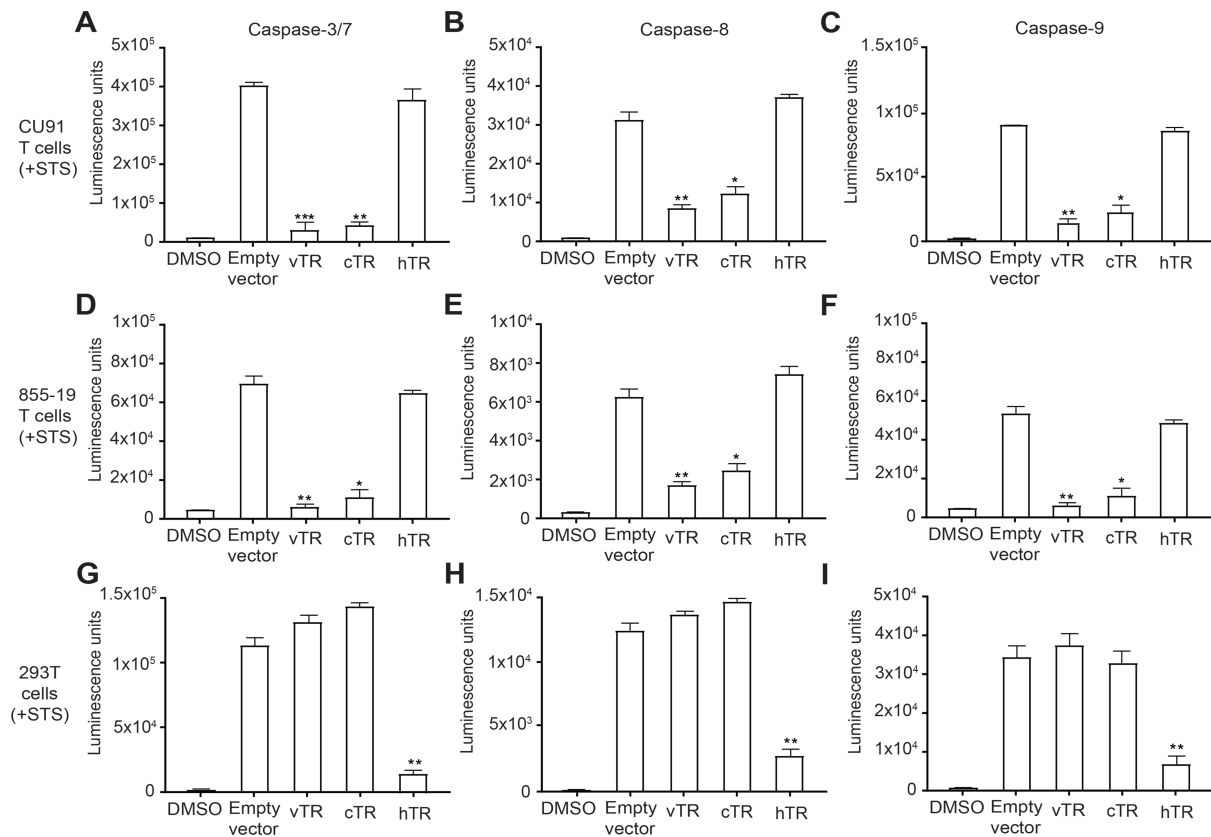 A
Caspase-3/7
B
Caspase-8
C
Caspase-9
CU91
T cells
(+STS)
Luminescence units
5x10⁵
4x10⁵
3x10⁵
2x10⁵
1x10⁵
0
***
**
DMSO
Empty
vector
vTR
cTR
hTR
Luminescence units
5x10⁴
4x10⁴
3x10⁴
2x10⁴
1x10⁴
0
**
*
DMSO
Empty
vector
vTR
cTR
hTR
Luminescence units
1.5x10⁵
1x10⁵
5x10⁴
0
**
*
DMSO
Empty
vector
vTR
cTR
hTR
D
E
F
855-19
T cells
(+STS)
Luminescence units
1x10⁵
8x10⁴
6x10⁴
4x10⁴
2x10⁴
0
**
*
DMSO
Empty
vector
vTR
cTR
hTR
Luminescence units
1x10⁴
8x10³
6x10³
4x10³
2x10³
0
**
*
DMSO
Empty
vector
vTR
cTR
hTR
Luminescence units
1x10⁵
8x10⁴
6x10⁴
4x10⁴
2x10⁴
0
**
*
DMSO
Empty
vector
vTR
cTR
hTR
G
H
I
293T
cells
(+STS)
Luminescence units
1.5x10⁵
1x10⁵
5x10⁴
0
**
DMSO
Empty
vector
vTR
cTR
hTR
Luminescence units
1.5x10⁴
1x10⁴
5x10³
0
**
DMSO
Empty
vector
vTR
cTR
hTR
Luminescence units
5x10⁴
4x10⁴
3x10⁴
2x10⁴
1x10⁴
0
**
DMSO
Empty
vector
vTR
cTR
hTR